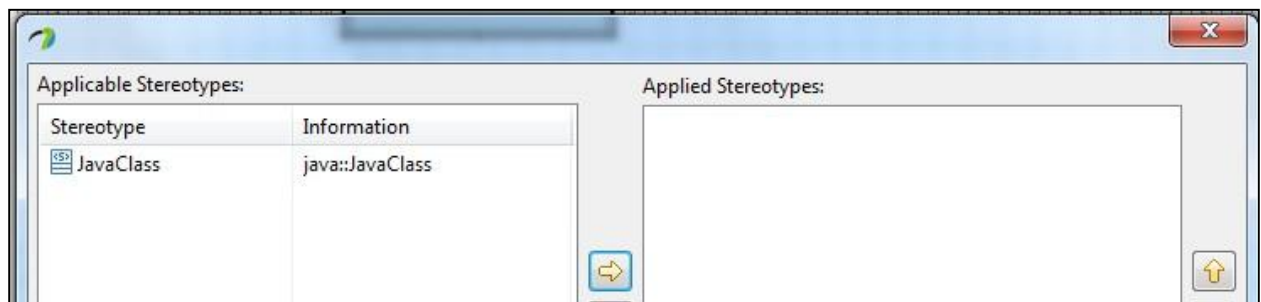 Applicable Stereotypes:
Applied Stereotypes:
Stereotype Information
JavaClass java::JavaClass